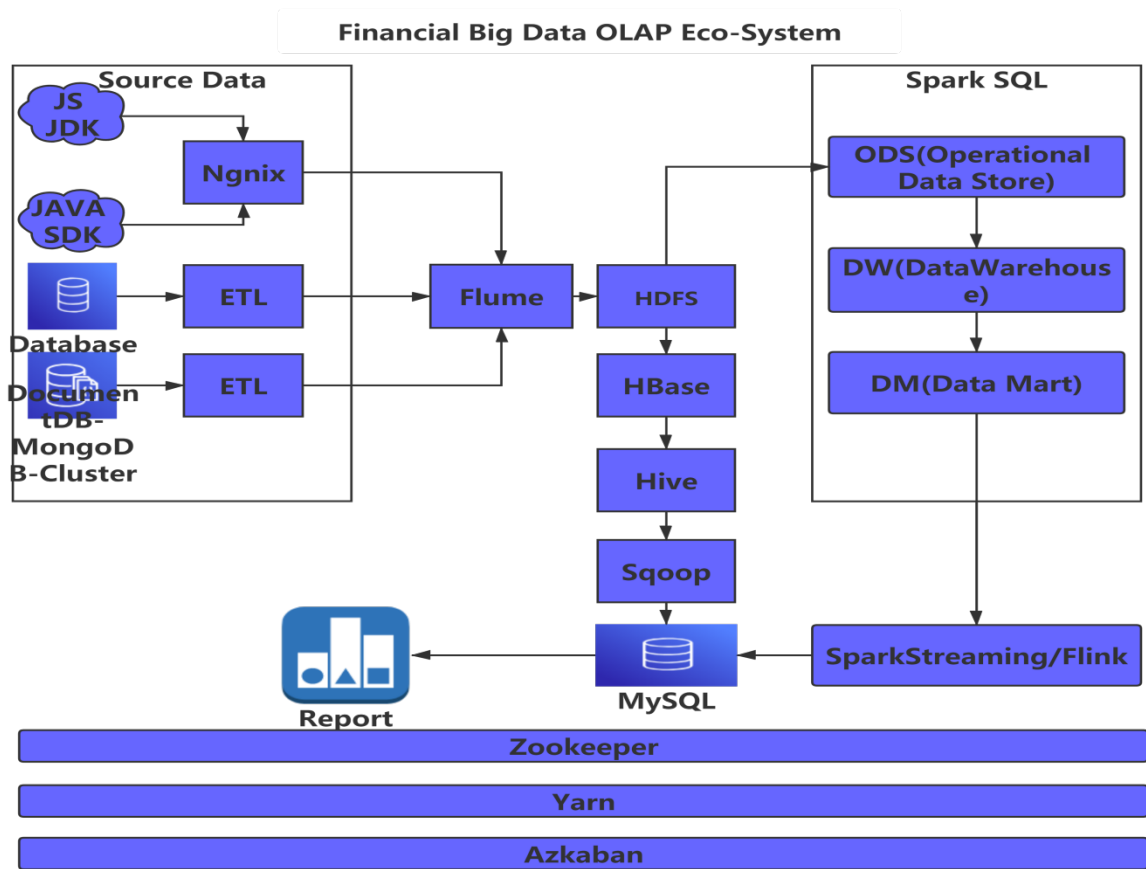 Financial Big Data OLAP Eco-System
Source Data
JS
JDK
Ngnix
JAVA
SDK
Database
ETL
Documen
tDB-
MongoD
B-Cluster
ETL
Flume
HDFS
HBase
Hive
Sqoop
MySQL
Report
Spark SQL
ODS(Operational
Data Store)
DW(DataWarehous
e)
DM(Data Mart)
SparkStreaming/Flink
Zookeeper
Yarn
Azkaban